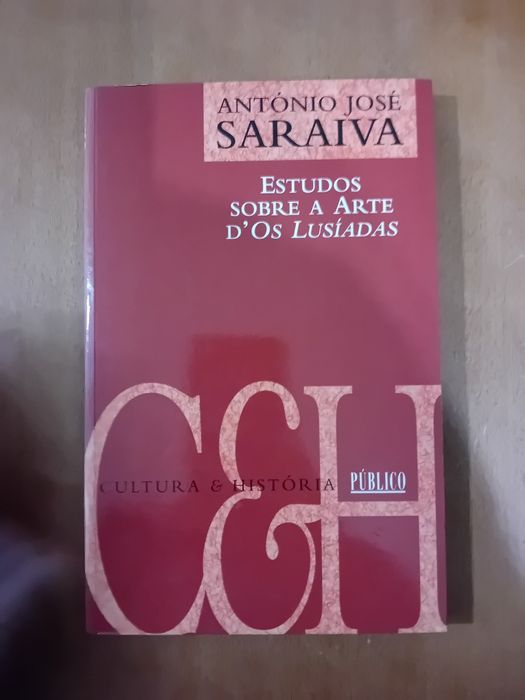 ANTÓNIO JOSÉ
SARAIVA
ESTUDOS
SOBRE A ARTE
D'OS LUSÍADAS
C&H
CULTURA & HISTÓRIA PÚBLICO